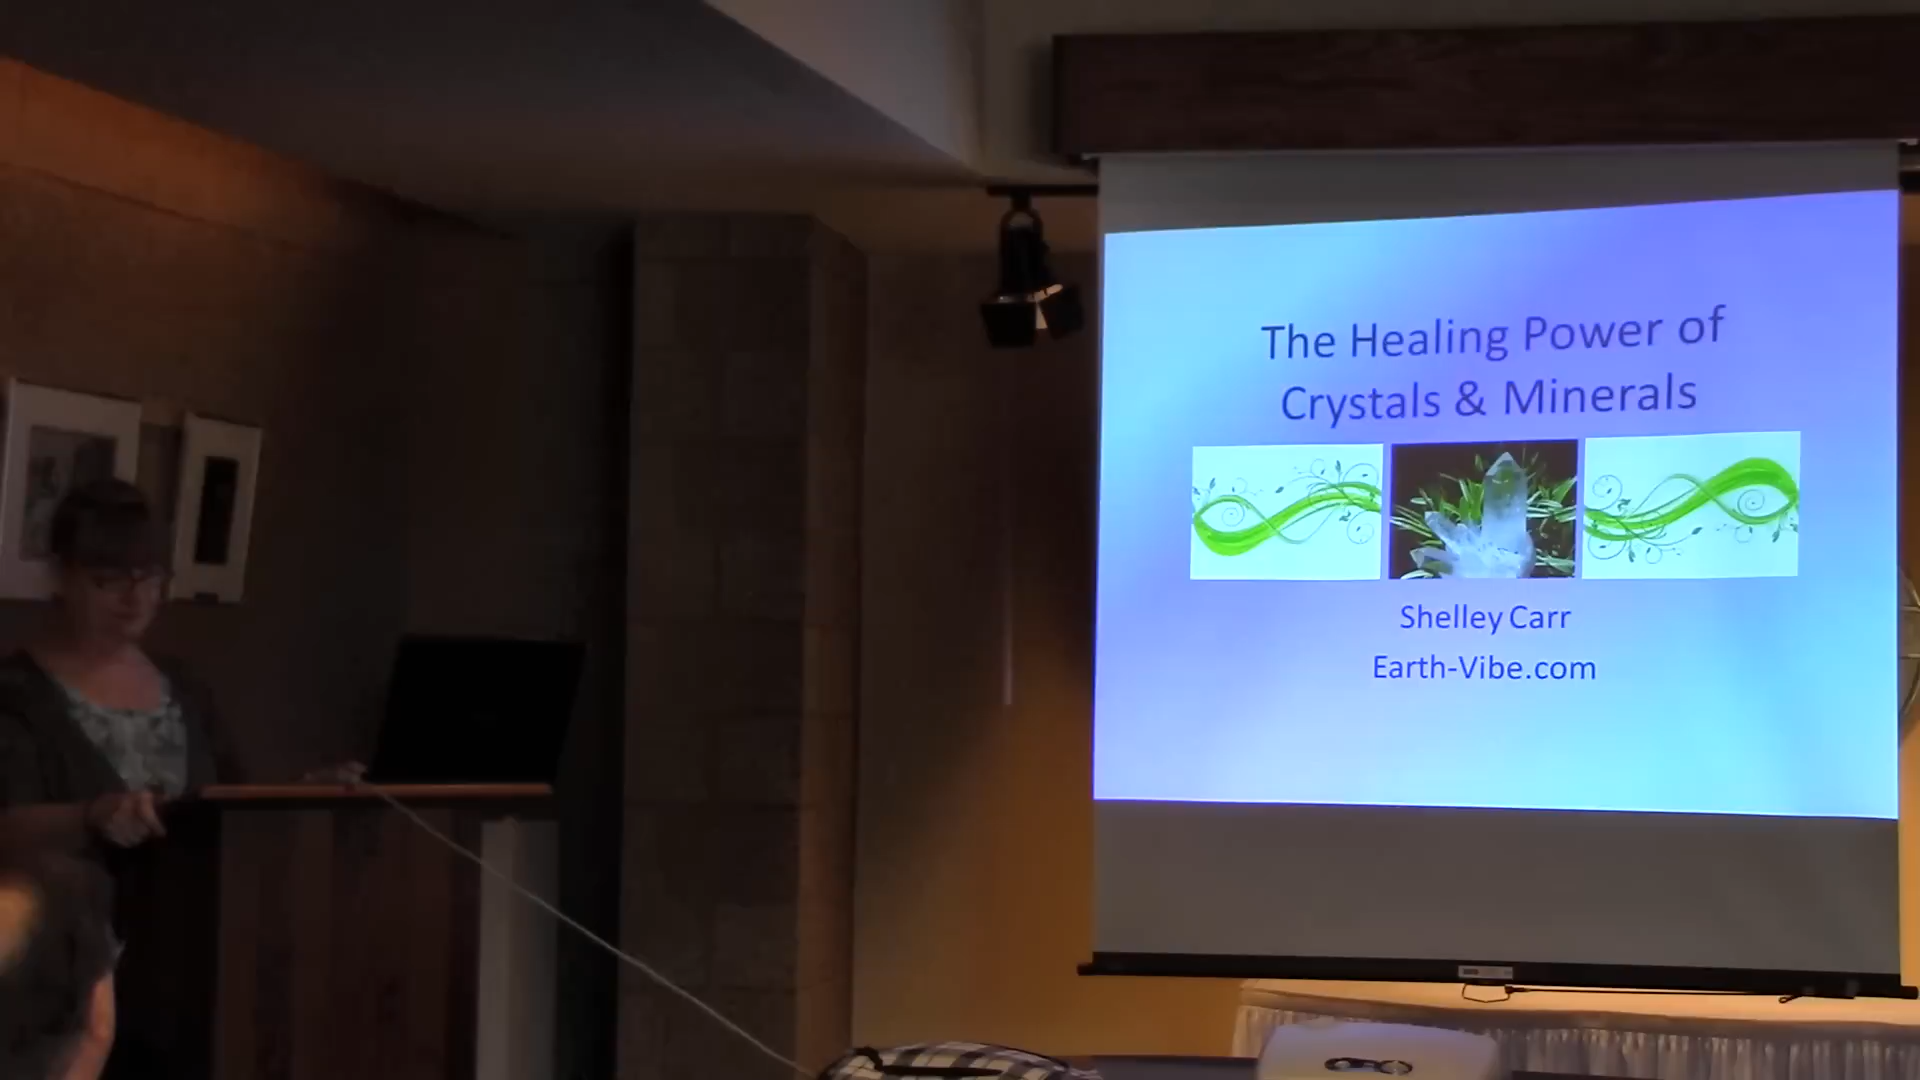 The Healing Power of
Crystals & Minerals
Shelley Carr
Earth-Vibe.com